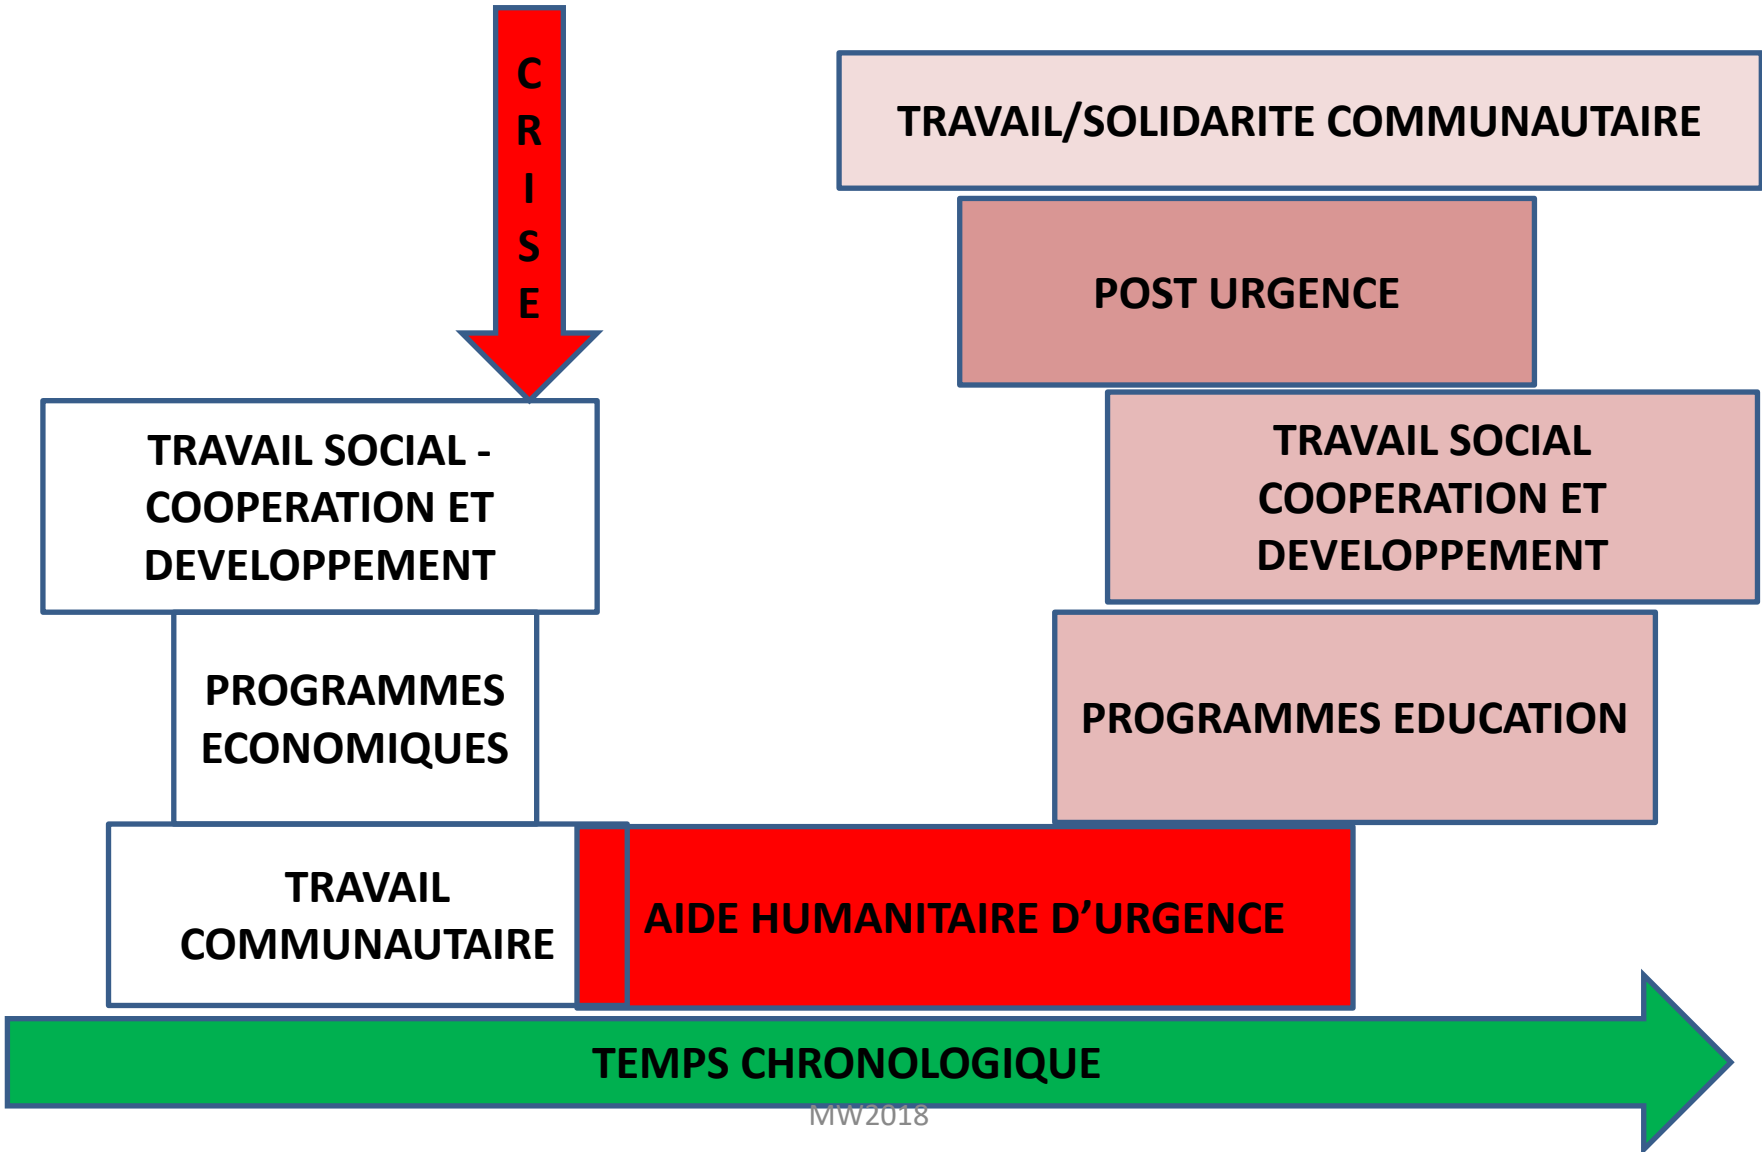 CRISE
TRAVAIL/SOLIDARITE COMMUNAUTAIRE
POST URGENCE
TRAVAIL SOCIAL -
COOPERATION ET
DEVELOPPEMENT
TRAVAIL SOCIAL
COOPERATION ET
DEVELOPPEMENT
PROGRAMMES
ECONOMIQUES
PROGRAMMES EDUCATION
TRAVAIL
COMMUNAUTAIRE
AIDE HUMANITAIRE D’URGENCE
TEMPS CHRONOLOGIQUE
MW2018